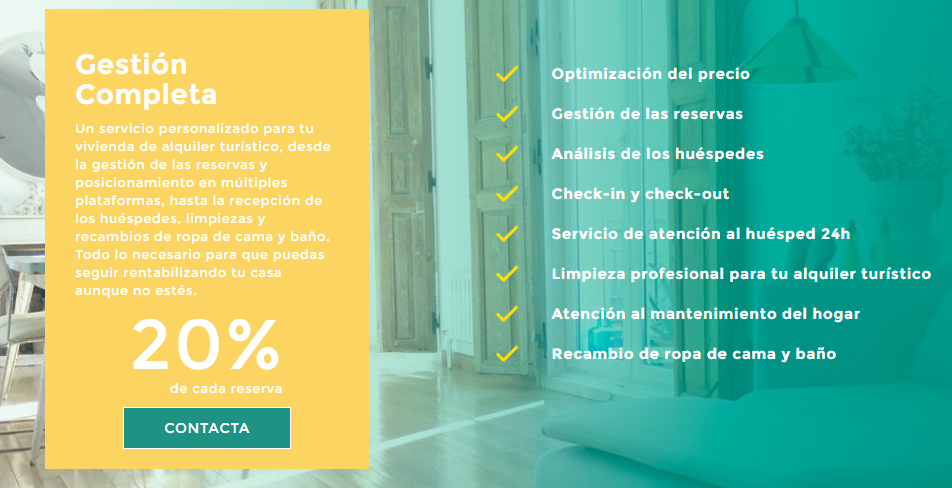 Gestión
Completa
Un servicio personalizado para tu
vivienda de alquiler turístico, desde
la gestión de las reservas y
posicionamiento en múltiples
plataformas, hasta la recepción de
los huéspedes, limpiezas y
recambios de ropa de cama y baño.
Todo lo necesario para que puedas
seguir rentabilizando tu casa
aunque no estés.
20%
de cada reserva
CONTACTA
Optimización del precio
Gestión de las reservas
Análisis de los huéspedes
Check-in y check-out
Servicio de atención al huésped 24h
Limpieza profesional para tu alquiler turístico
Atención al mantenimiento del hogar
Recambio de ropa de cama y baño